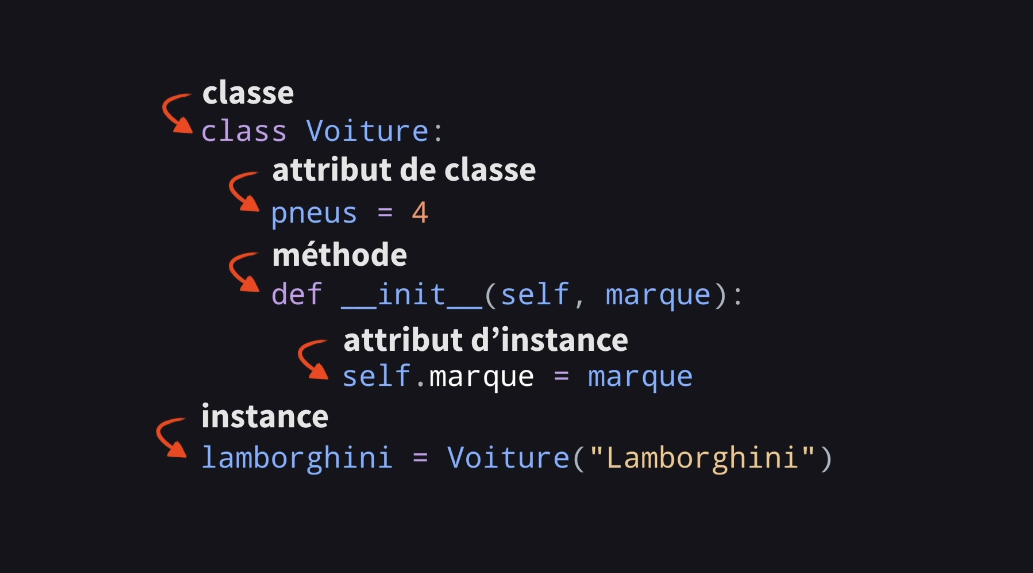 classe
class Voiture:
attribut de classe
pneus = 4
méthode
def __init__(self, marque):
attribut d’instance
self.marque = marque
instance
lamborghini = Voiture("Lamborghini")